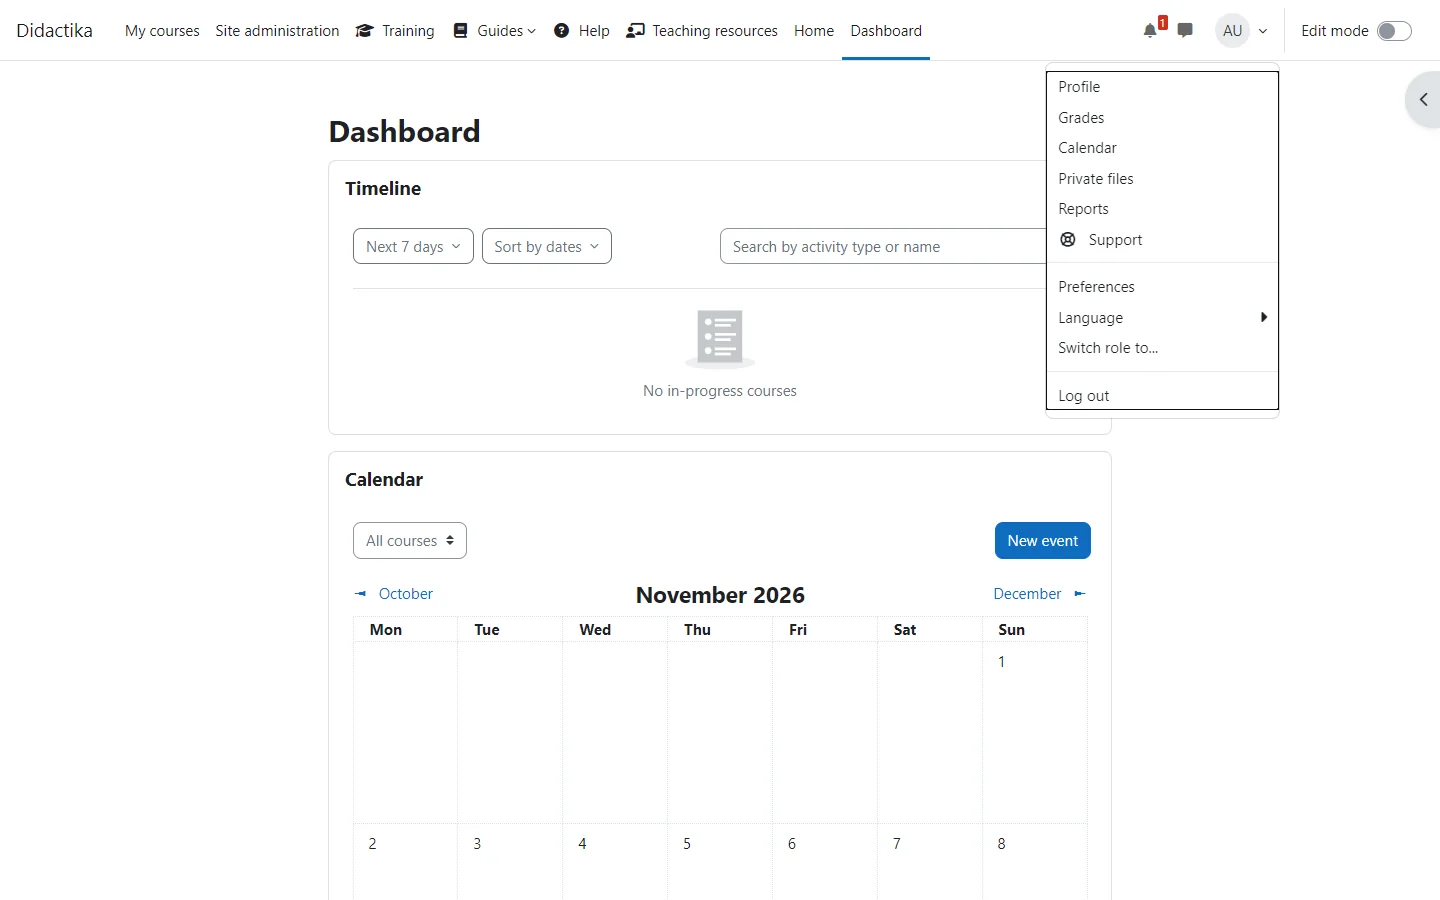 Didactika
My courses
Site administration
Training
Guides
Help
Teaching resources
Home
Dashboard
1
AU
Edit mode
Profile
Grades
Calendar
Private files
Reports
Support
Preferences
Language
Switch role to...
Log out
Dashboard
Timeline
Next 7 days
Sort by dates
Search by activity type or name
No in-progress courses
Calendar
All courses
New event
October
November 2026
December
Mon Tue Wed Thu Fri Sat Sun
1
2 3 4 5 6 7 8